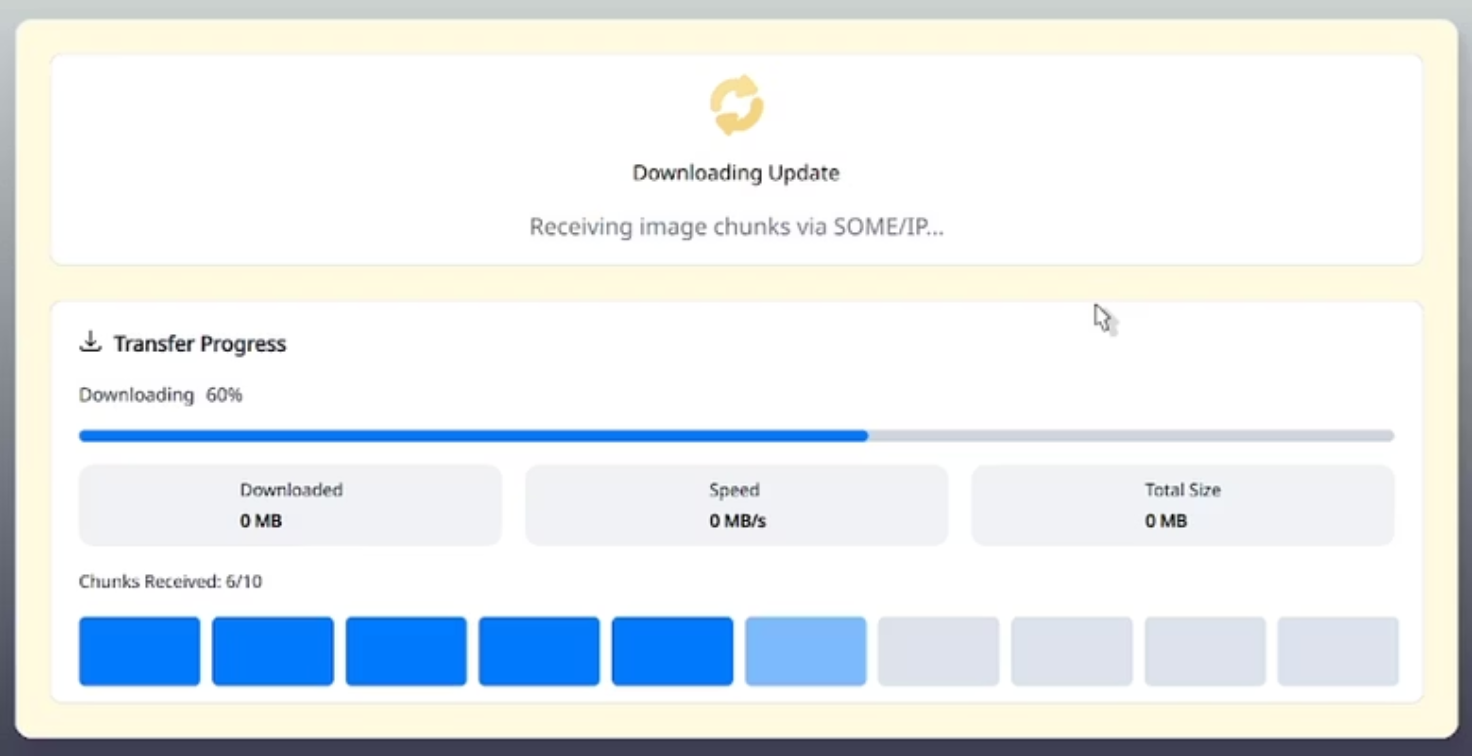 Downloading Update
Receiving image chunks via SOME/IP...
Transfer Progress
Downloading 60%
Downloaded
0 MB
Speed
0 MB/s
Total Size
0 MB
Chunks Received: 6/10